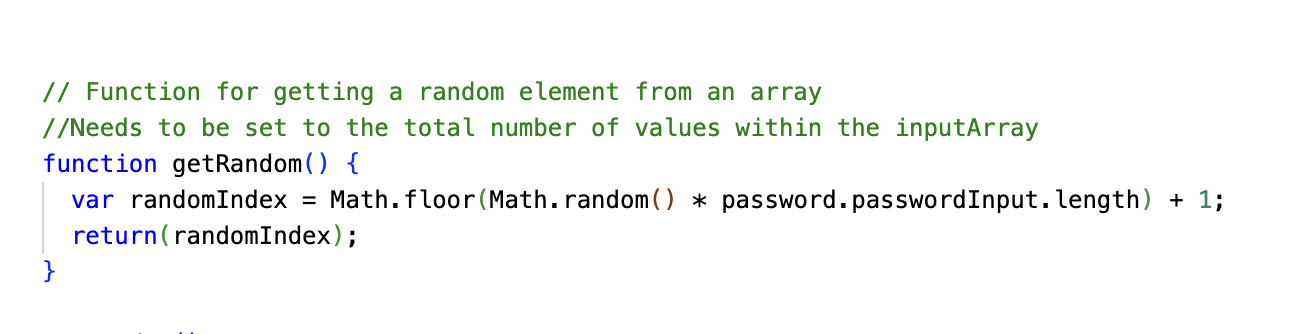 // Function for getting a random element from an array
//Needs to be set to the total number of values within the inputArray
function getRandom() {
  var randomIndex = Math.floor(Math.random() * password.passwordInput.length) + 1;
  return(randomIndex);
}